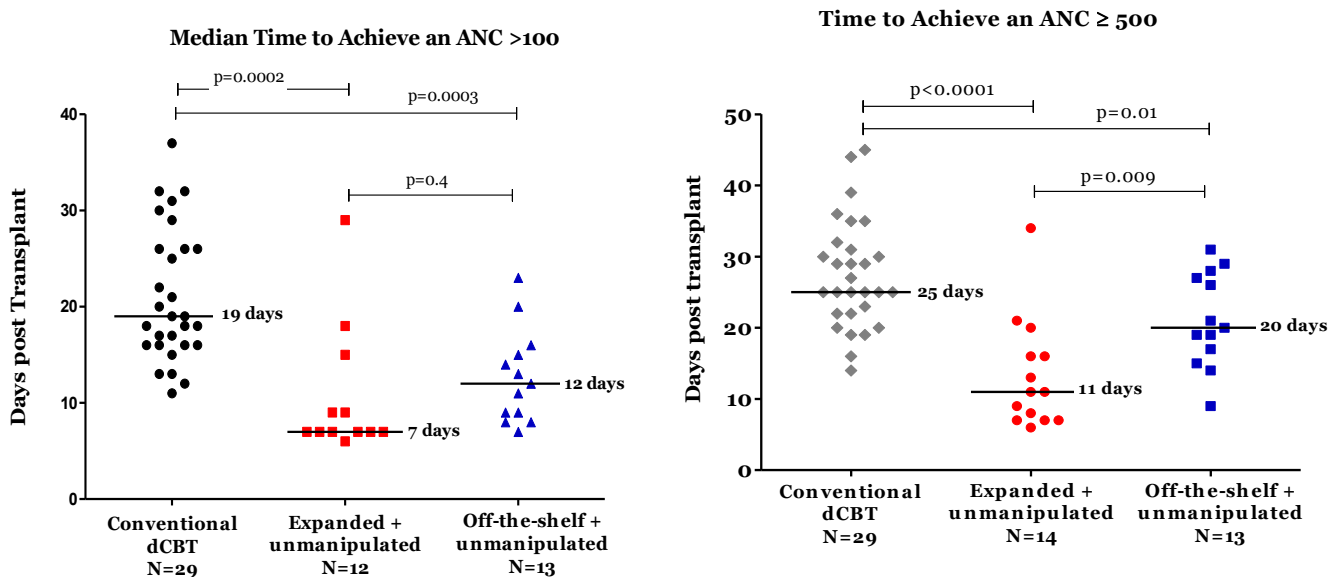 Median Time to Achieve an ANC >100
p=0.0002
p=0.0003
p=0.4
Days post Transplant
40
30
20
10
0
19 days
7 days
12 days
Conventional
dCBT
N=29
Expanded +
unmanipulated
N=12
Off-the-shelf +
unmanipulated
N=13
Time to Achieve an ANC ≥ 500
p<0.0001
p=0.01
p=0.009
Days post transplant
50
40
30
20
10
0
25 days
11 days
20 days
Conventional
dCBT
N=29
Expanded +
unmanipulated
N=14
Off-the-shelf +
unmanipulated
N=13